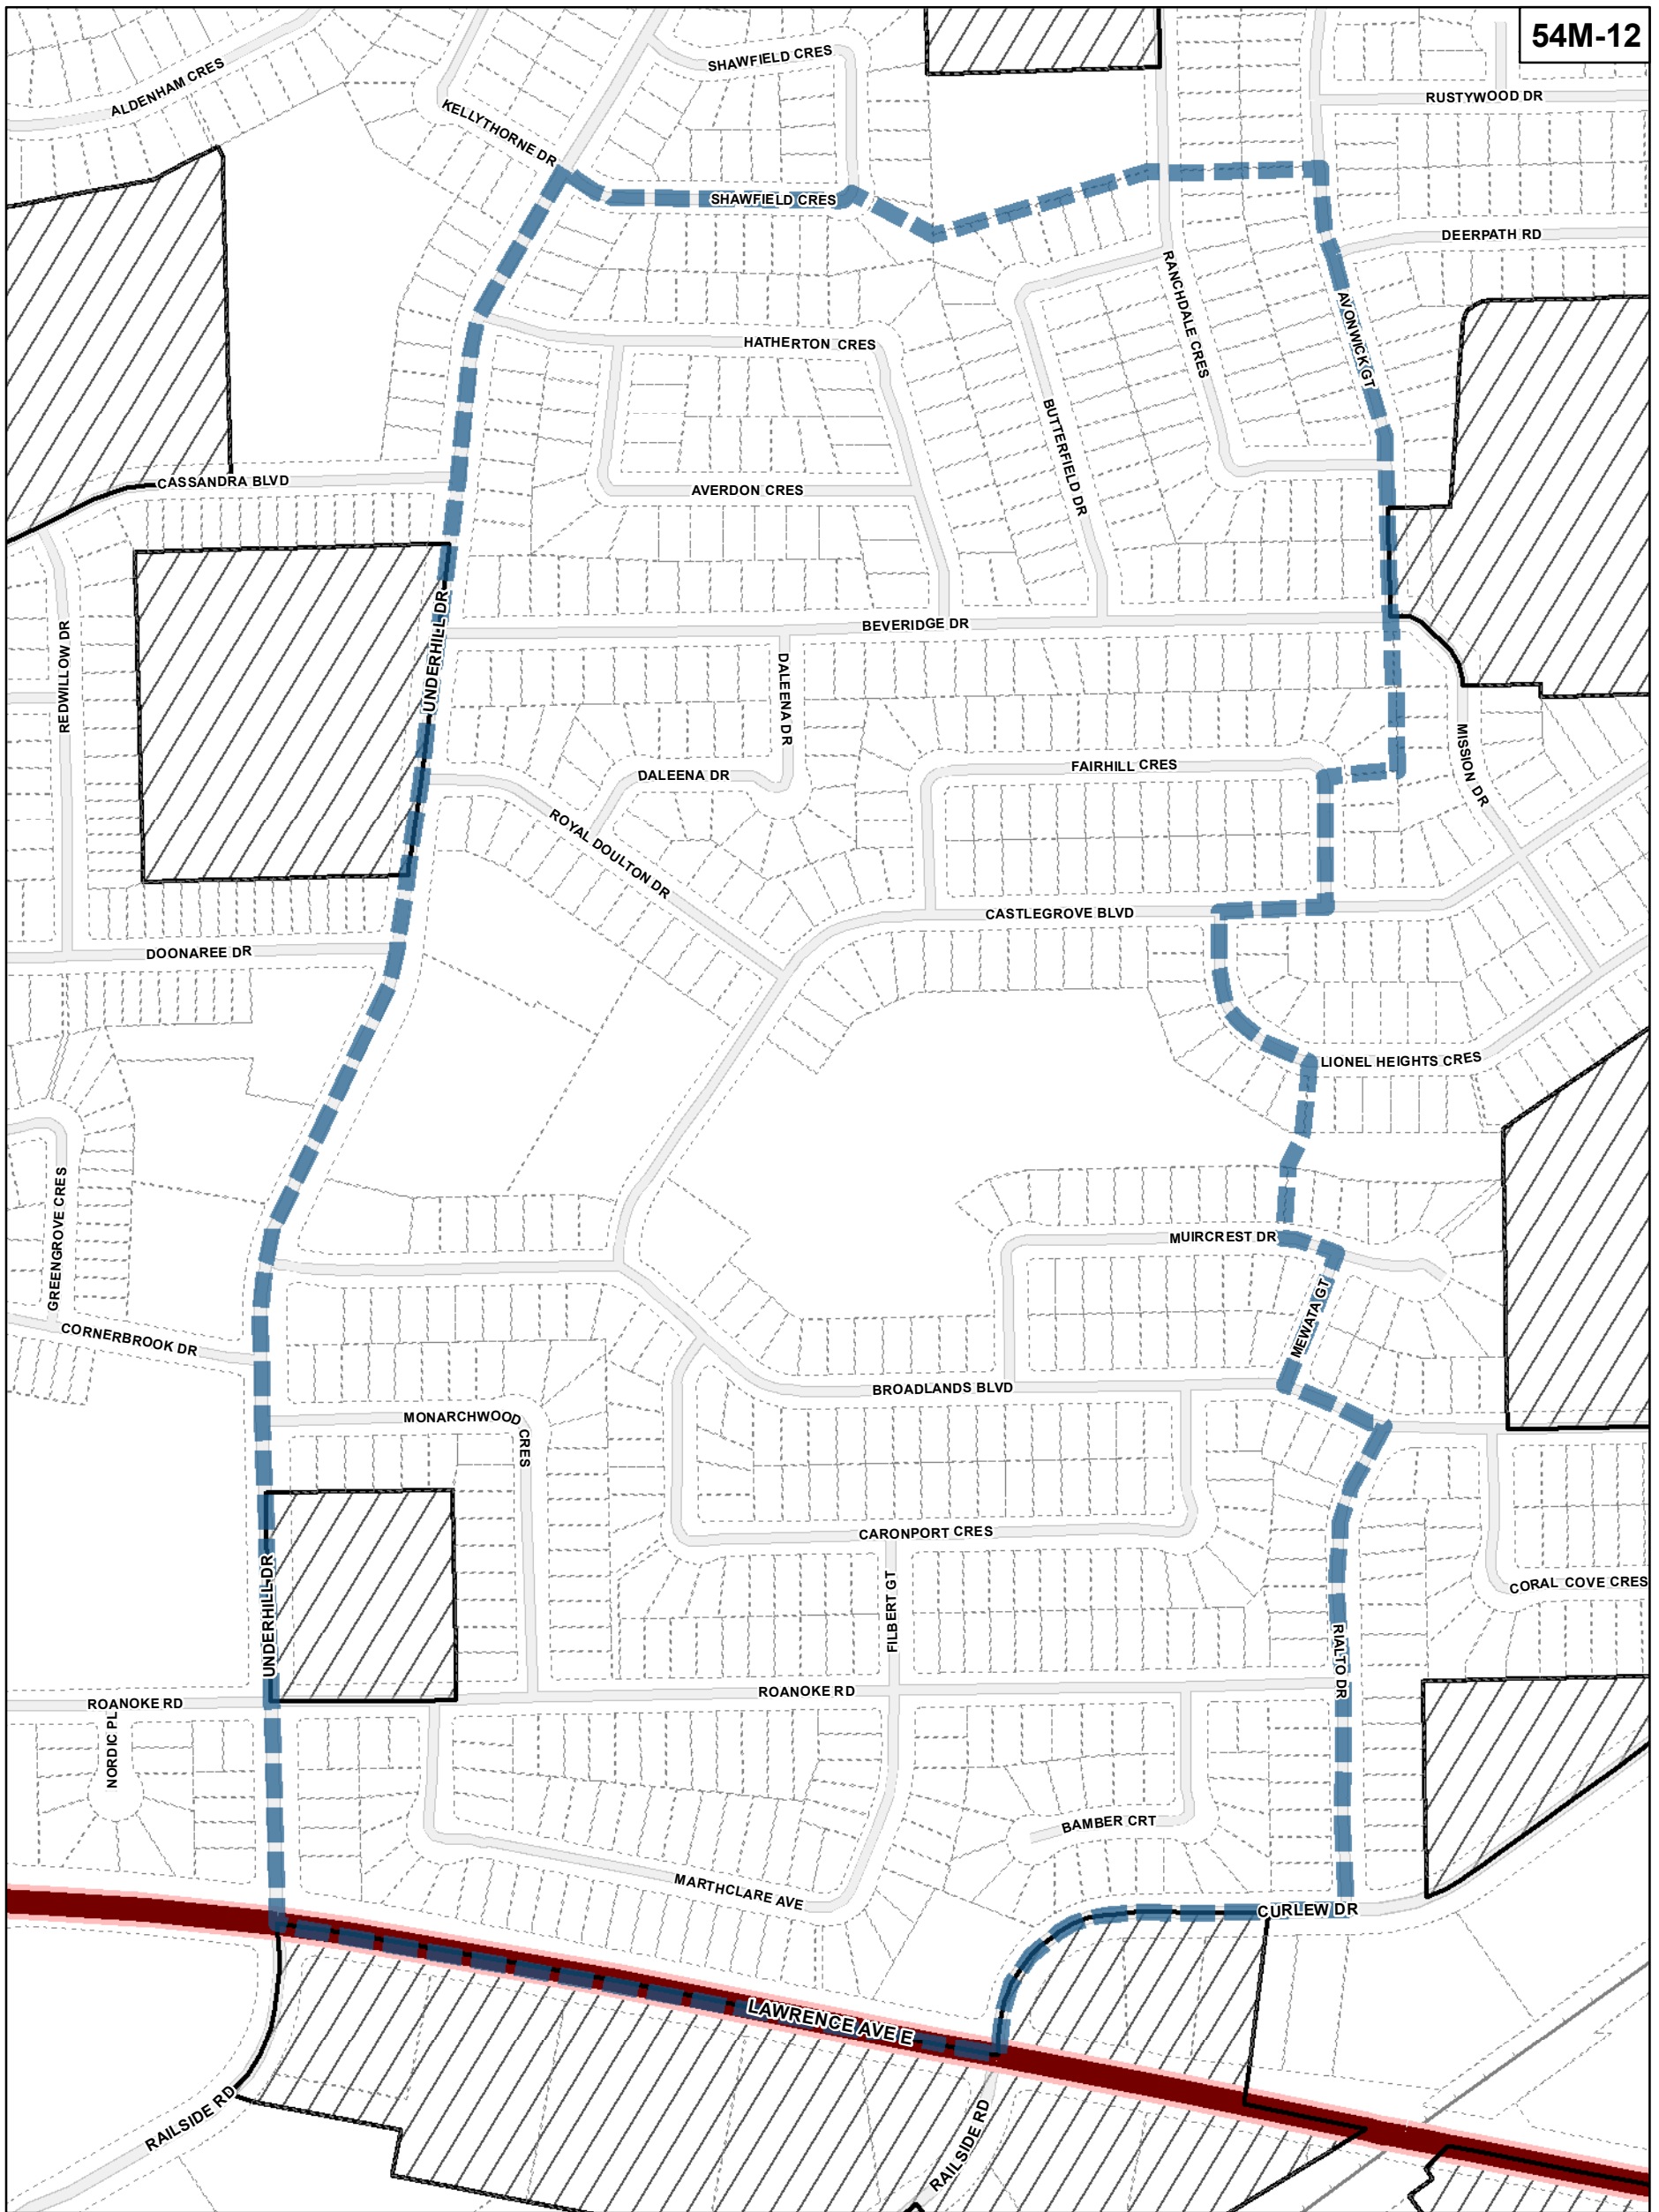 54M-12
SHAWFIELD CRES
ALDENHAM CRES
RUSTYWOOD DR
KELLYTHORNE DR
SHAWFIELD CRES
DEERPATH RD
RANCHDALE CRES
AVONWICK GT
HATHERTON CRES
BUTTERFIELD DR
CASSANDRA BLVD
AVERDON CRES
UNDERHILL DR
BEVERIDGE DR
REDWILLOW DR
DALEENA DR
MISSION DR
FAIRHILL CRES
DALEENA DR
ROYAL DOULTON DR
CASTLEGROVE BLVD
DOONAREE DR
LIONEL HEIGHTS CRES
GREENGROVE CRES
MUIRCREST DR
MEWATA GT
CORNERBROOK DR
BROADLANDS BLVD
MONARCHWOOD
CRES
CARONPORT CRES
FILBERT GT
CORAL COVE CRES
UNDERHILL DR
RIALTO DR
ROANOKE RD
ROANOKE RD
NORDIC PL
BAMBER CRT
MARTHCLARE AVE
CURLEW DR
LAWRENCE AVE E
RAILSIDE RD
RAILSIDE RD